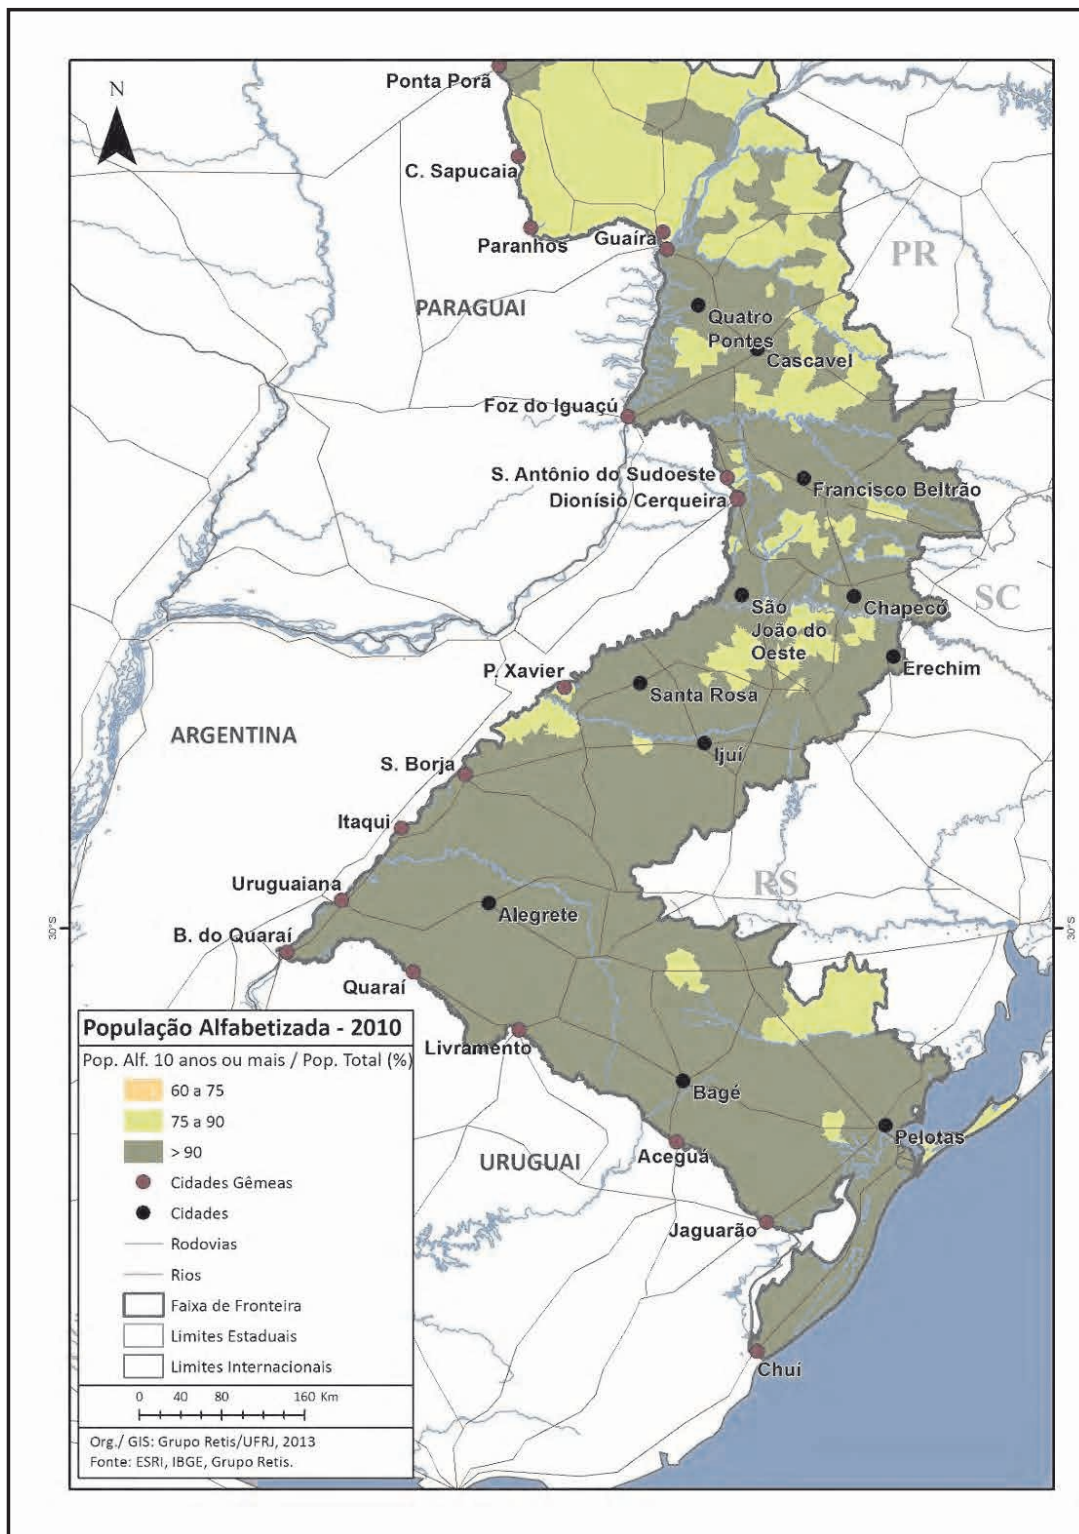 N
Ponta Porã
C. Sapucaia
Paranhos
Guaíra
PR
PARAGUAI
Quatro
Pontes
Cascavel
Foz do Iguaçú
S. Antônio do Sudoeste
Dionísio Cerqueira
Francisco Beltrão
SC
São
João do
Oeste
Chapecó
Erechim
P. Xavier
Santa Rosa
ARGENTINA
Ijuí
S. Borja
Itaqui
RS
Uruguaiana
Alegrete
30°S
30°S
B. do Quaraí
Quaraí
Livramento
Bagé
Pelotas
Aceguá
URUGUAI
Jaguarão
Chuí
População Alfabetizada - 2010
Pop. Alf. 10 anos ou mais / Pop. Total (%)
60 a 75
75 a 90
> 90
Cidades Gêmeas
Cidades
Rodovias
Rios
Faixa de Fronteira
Limites Estaduais
Limites Internacionais
0 40 80 160 Km
Org./ GIS: Grupo Retis/UFRJ, 2013
Fonte: ESRI, IBGE, Grupo Retis.